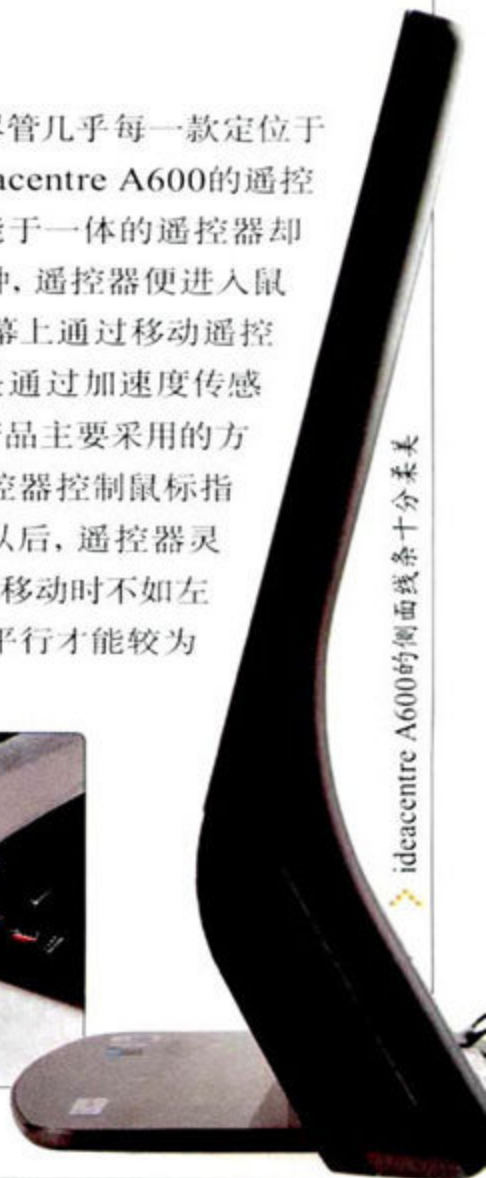 管几乎每一款定位于
acentre A600的遥控
于一体的遥控器却
, 遥控器便进入鼠
幕上通过移动遥控
通过加速度传感
品主要采用的方
控器控制鼠标指
以后, 遥控器灵
移动时不如左
平行才能较为
ideacentre A600的侧面线条十分柔美